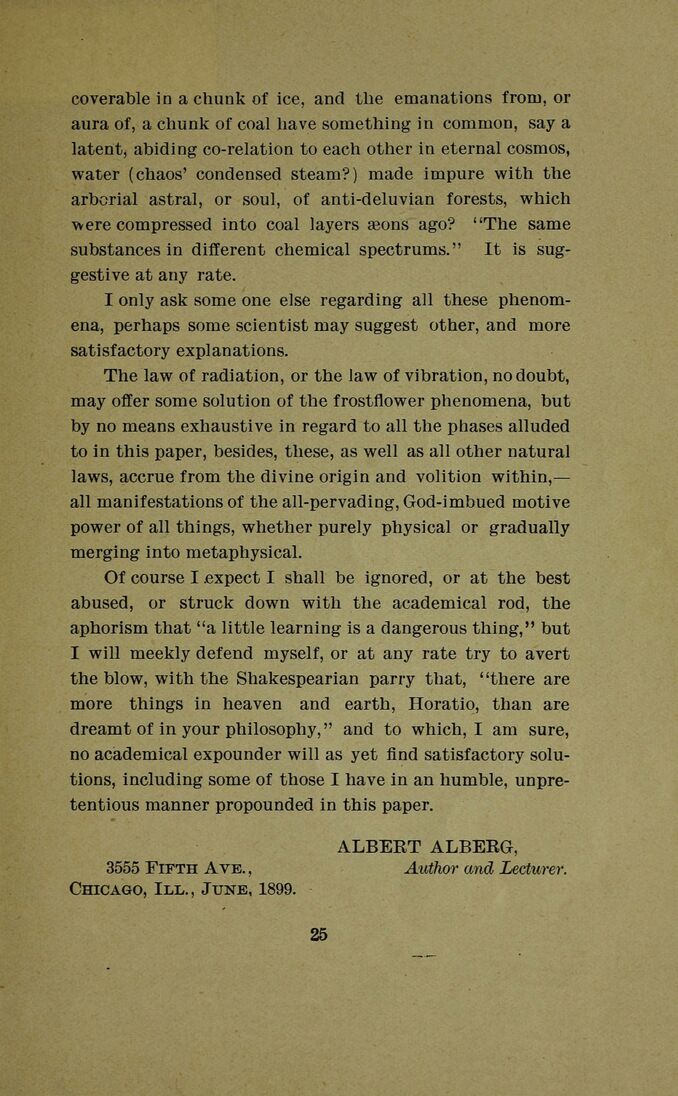 coverable in a chunk of ice, and the emanations from, or
aura of, a chunk of coal have something in common, say a
latent, abiding co-relation to each other in eternal cosmos,
water (chaos' condensed steam?) made impure with the
arborial astral, or soul, of anti-deluvian forests, which
were compressed into coal layers æons ago? "The same
substances in different chemical spectrums." It is sug-
gestive at any rate.
I only ask some one else regarding all these phenom-
ena, perhaps some scientist may suggest other, and more
satisfactory explanations.
The law of radiation, or the law of vibration, no doubt,
may offer some solution of the frostflower phenomena, but
by no means exhaustive in regard to all the phases alluded
to in this paper, besides, these, as well as all other natural
laws, accrue from the divine origin and volition within,—
all manifestations of the all-pervading, God-imbued motive
power of all things, whether purely physical or gradually
merging into metaphysical.
Of course I expect I shall be ignored, or at the best
abused, or struck down with the academical rod, the
aphorism that "a little learning is a dangerous thing," but
I will meekly defend myself, or at any rate try to avert
the blow, with the Shakespearian parry that, "there are
more things in heaven and earth, Horatio, than are
dreamt of in your philosophy," and to which, I am sure,
no academical expounder will as yet find satisfactory solu-
tions, including some of those I have in an humble, unpre-
tentious manner propounded in this paper.
ALBERT ALBERG,
3555 Fifth Ave., Author and Lecturer.
Chicago, Ill., June, 1899.
25